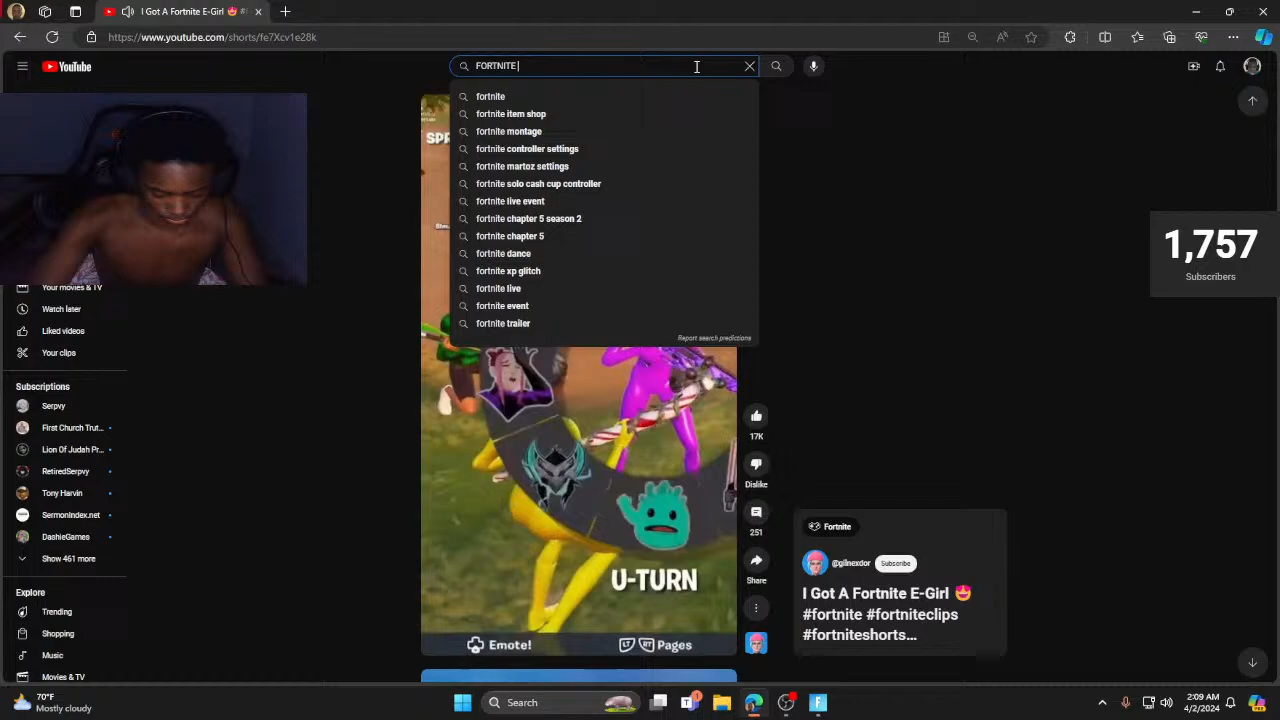 I Got A Fortnite E-Girl 🤩 #f
https://www.youtube.com/shorts/fe7Xcv1e28k
YouTube
FORTNITE
fortnite
fortnite item shop
fortnite montage
fortnite controller settings
fortnite martoz settings
fortnite solo cash cup controller
fortnite live event
fortnite chapter 5 season 2
fortnite chapter 5
fortnite dance
fortnite xp glitch
fortnite live
fortnite event
fortnite trailer
Report search predictions
SPR
1,757
Subscribers
Your movies & TV
Watch later
Liked videos
Your clips
Subscriptions
Serpvy
First Church Trut...
Lion Of Judah Pr...
RetiredSerpvy
Tony Harvin
SermonIndex.net
DashieGames
Show 461 more
Explore
Trending
Shopping
Music
Movies & TV
17K
Dislike
251
Share
U-TURN
Emote!
LT RT Pages
Fortnite
@gilnexdor
Subscribe
I Got A Fortnite E-Girl 🤩
#fortnite #fortniteclips
#fortniteshorts...
70°F
Mostly cloudy
Search
1
2:09 AM
4/2/2024